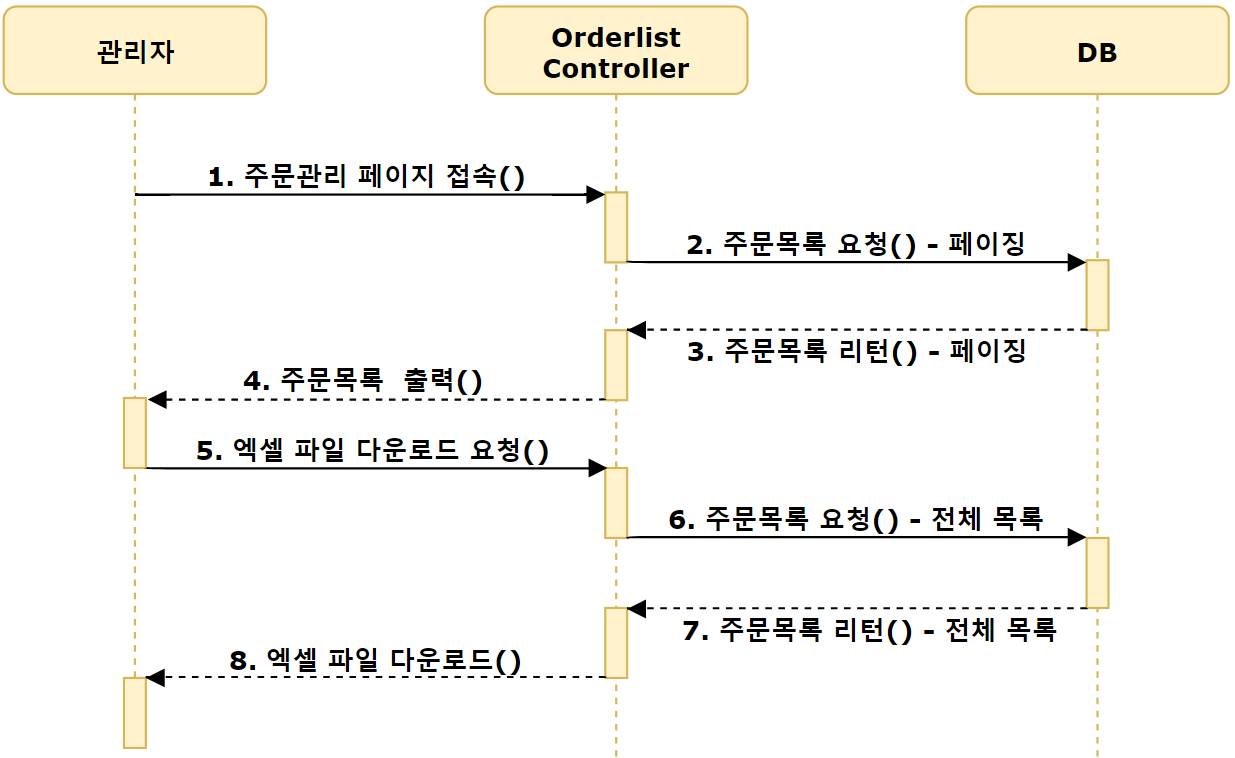 관리자
Orderlist
Controller
DB
1. 주문관리 페이지 접속()
2. 주문목록 요청() - 페이징
3. 주문목록 리턴() - 페이징
4. 주문목록  출력()
5. 엑셀 파일 다운로드 요청()
6. 주문목록 요청() - 전체 목록
7. 주문목록 리턴() - 전체 목록
8. 엑셀 파일 다운로드()